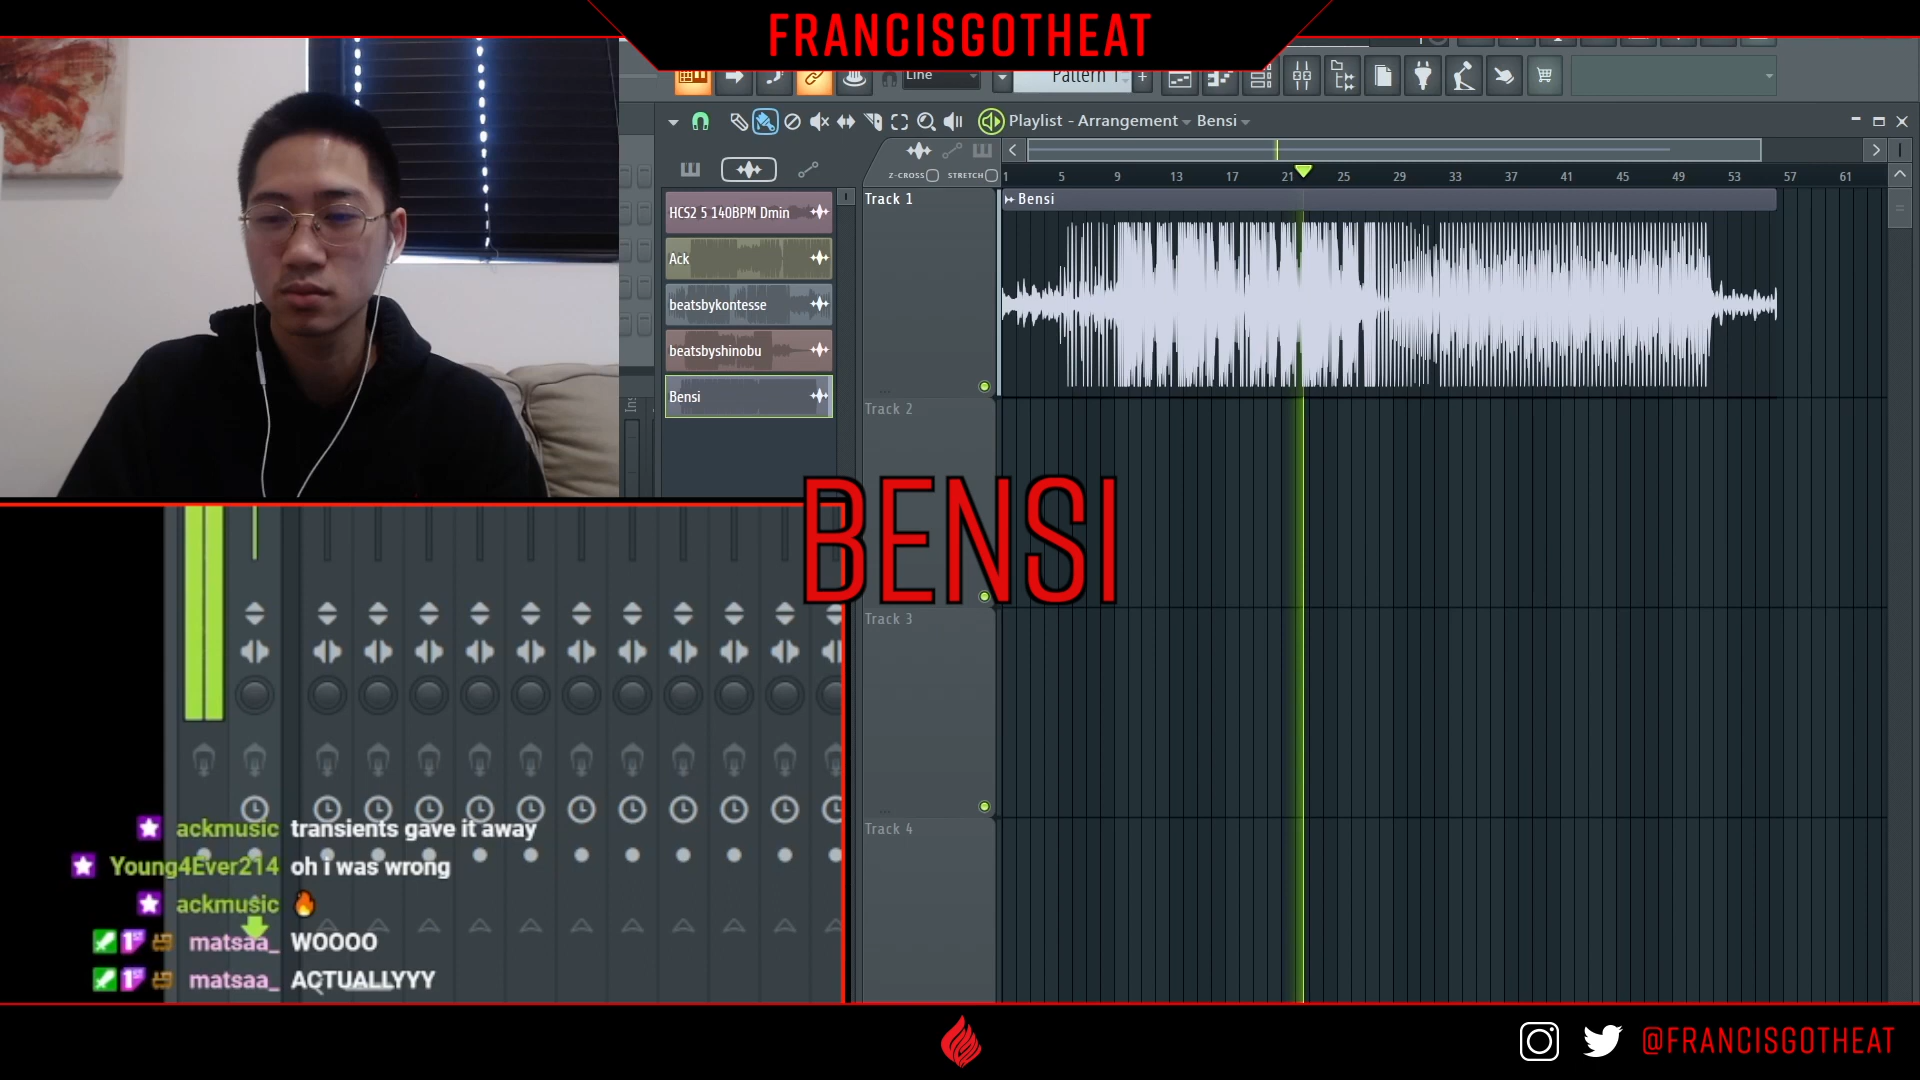 FRANCISGOTHEAT
Line
Pattern 1
Playlist - Arrangement
Bensi
Z-CROSS
STRETCH
1 5 9 13 17 21 25 29 33 37 41 45 49 53 57 61
HCS2 5 140BPM Dmin
Ack
beatsbykontesse
beatsbyshinobu
Bensi
Track 1
Bensi
Track 2
BENSI
Track 3
Track 4
ackmusic transients gave it away
Young4Ever214 oh i was wrong
ackmusic 🔥
matsaa_ WOOOO
matsaa_ ACTUALLYYY
@FRANCISGOTHEAT